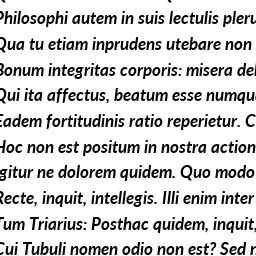 Philosophi autem in suis lectulis pleru
Qua tu etiam inprudens utebare non
Bonum integritas corporis: misera del
Qui ita affectus, beatum esse numqu
Eadem fortitudinis ratio reperietur. C
Hoc non est positum in nostra action
Igitur ne dolorem quidem. Quo modo
Recte, inquit, intellegis. Illi enim inter
Tum Triarius: Posthac quidem, inquit,
Cui Tubuli nomen odio non est? Sed n